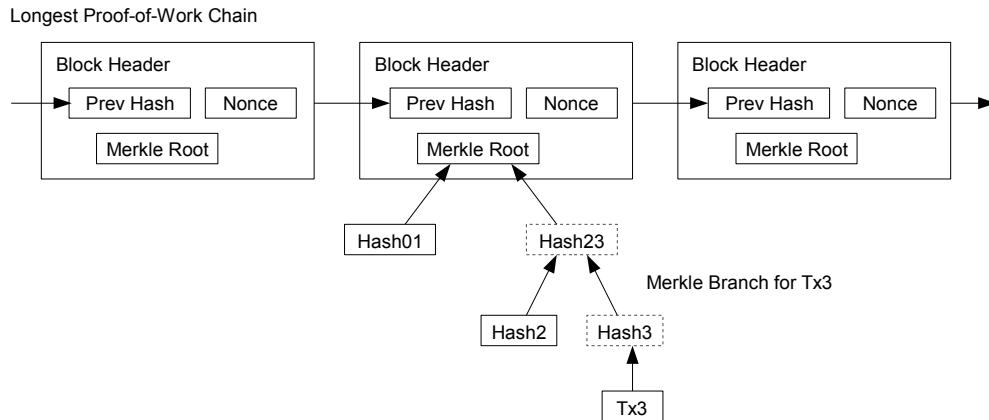 Longest Proof-of-Work Chain
Block Header
Prev Hash
Nonce
Merkle Root
Block Header
Prev Hash
Nonce
Merkle Root
Block Header
Prev Hash
Nonce
Merkle Root
Hash01
Hash23
Merkle Branch for Tx3
Hash2
Hash3
Tx3